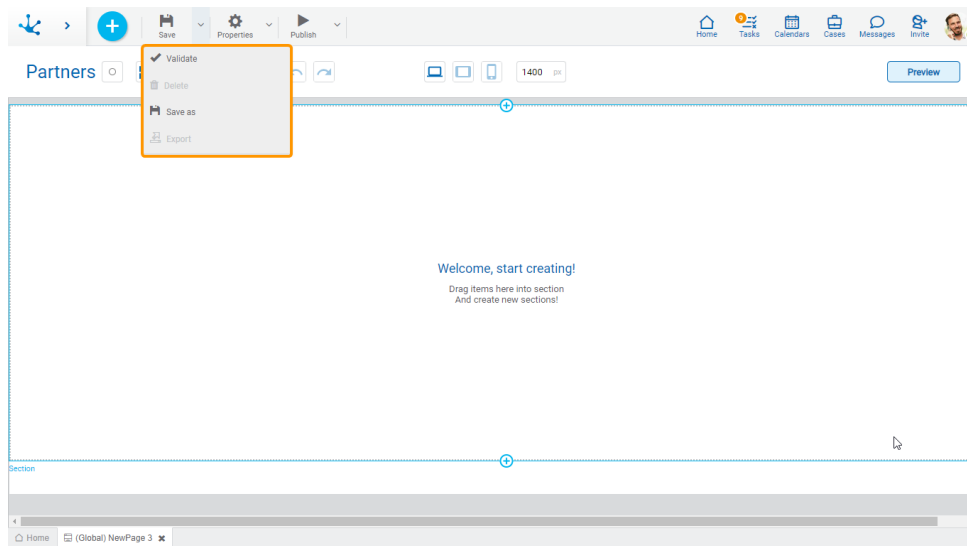 Save
Properties
Publish
Home
9
Tasks
Calendars
Cases
Messages
Invite
Partners
1400 px
Preview
Validate
Delete
Save as
Export
Welcome, start creating!
Drag items here into section
And create new sections!
Section
Home
(Global) NewPage 3